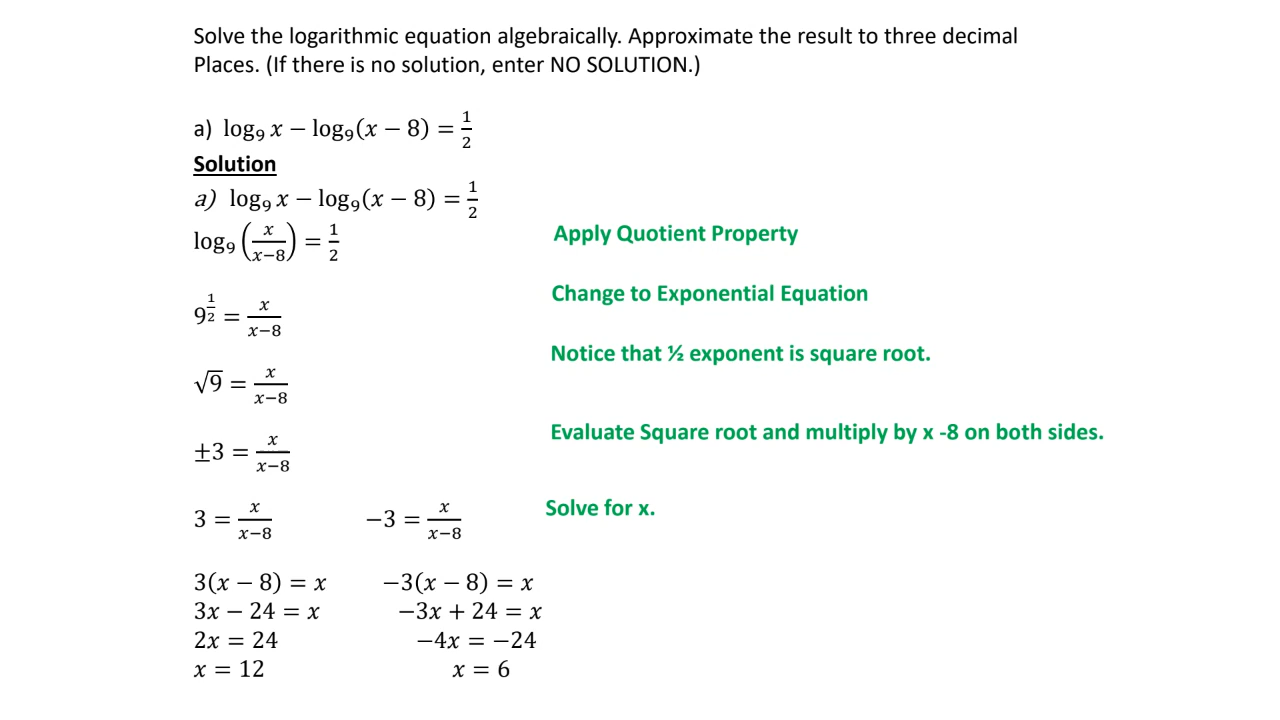 Solve the logarithmic equation algebraically. Approximate the result to three decimal
Places. (If there is no solution, enter NO SOLUTION.)
a) log₉ x − log₉(x − 8) = 1/2
Solution
a) log₉ x − log₉(x − 8) = 1/2
log₉ (x/(x−8)) = 1/2
Apply Quotient Property
Change to Exponential Equation
9^(1/2) = x/(x−8)
Notice that ½ exponent is square root.
√9 = x/(x−8)
Evaluate Square root and multiply by x -8 on both sides.
±3 = x/(x−8)
3 = x/(x−8) −3 = x/(x−8) Solve for x.
3(x − 8) = x −3(x − 8) = x
3x − 24 = x −3x + 24 = x
2x = 24 −4x = −24
x = 12 x = 6